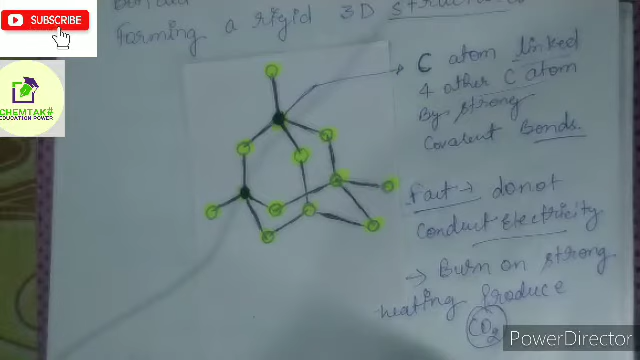 Forming a rigid 3D
SUBSCRIBE
CHEMTAK#
EDUCATION POWER
C atom linked
4 other C atom
By strong
Covalent Bonds.
Fact → donot
Conduct Electricity
→ Burn on strong
heating Produce
CO2
PowerDirector